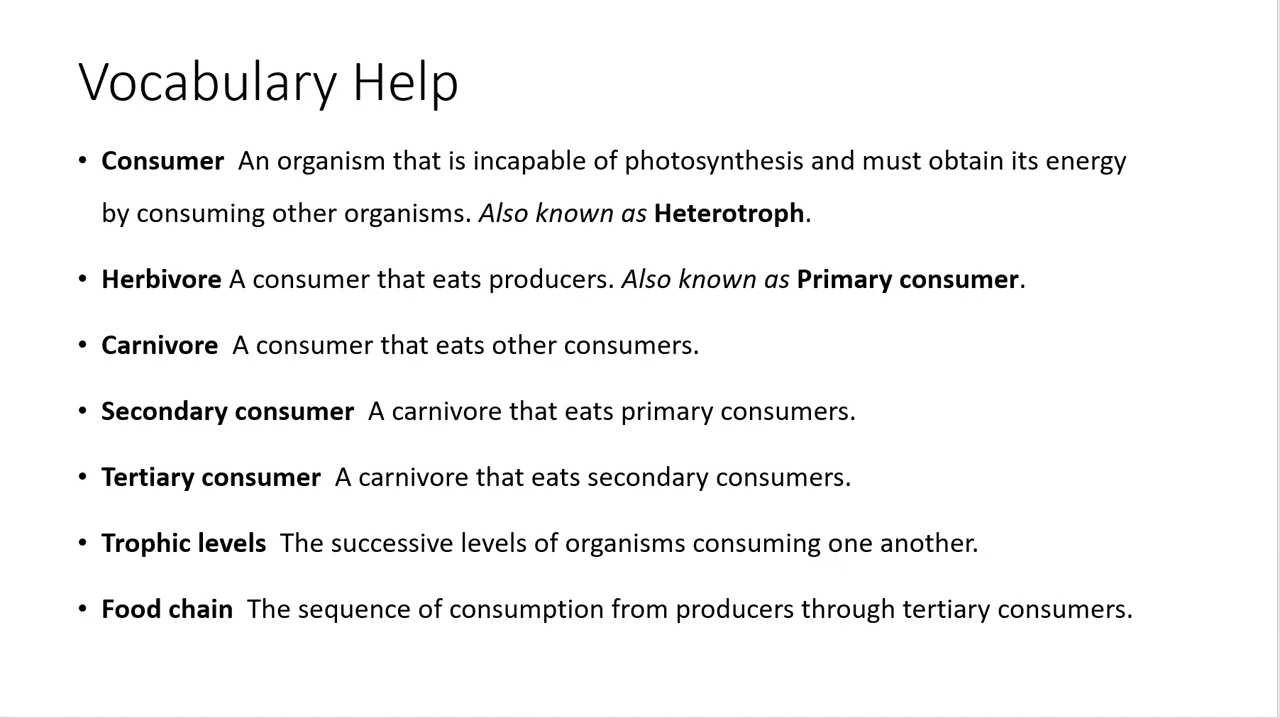 Vocabulary Help
• Consumer  An organism that is incapable of photosynthesis and must obtain its energy
by consuming other organisms. Also known as Heterotroph.
• Herbivore A consumer that eats producers. Also known as Primary consumer.
• Carnivore  A consumer that eats other consumers.
• Secondary consumer  A carnivore that eats primary consumers.
• Tertiary consumer  A carnivore that eats secondary consumers.
• Trophic levels  The successive levels of organisms consuming one another.
• Food chain  The sequence of consumption from producers through tertiary consumers.